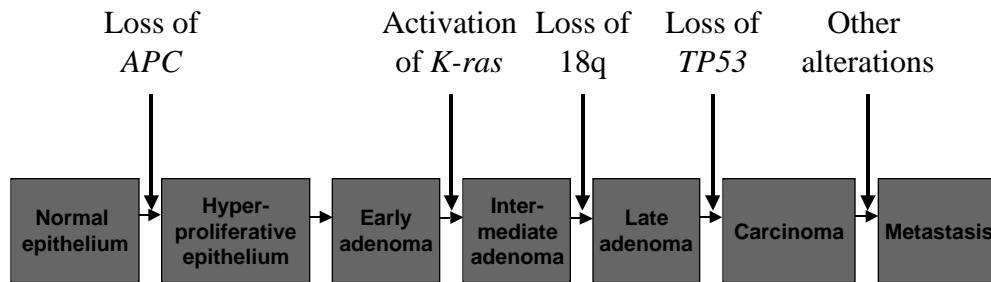 Loss of
APC
Activation
of K-ras
Loss of
18q
Loss of
TP53
Other
alterations
Normal
epithelium
Hyper-
proliferative
epithelium
Early
adenoma
Inter-
mediate
adenoma
Late
adenoma
Carcinoma
Metastasis